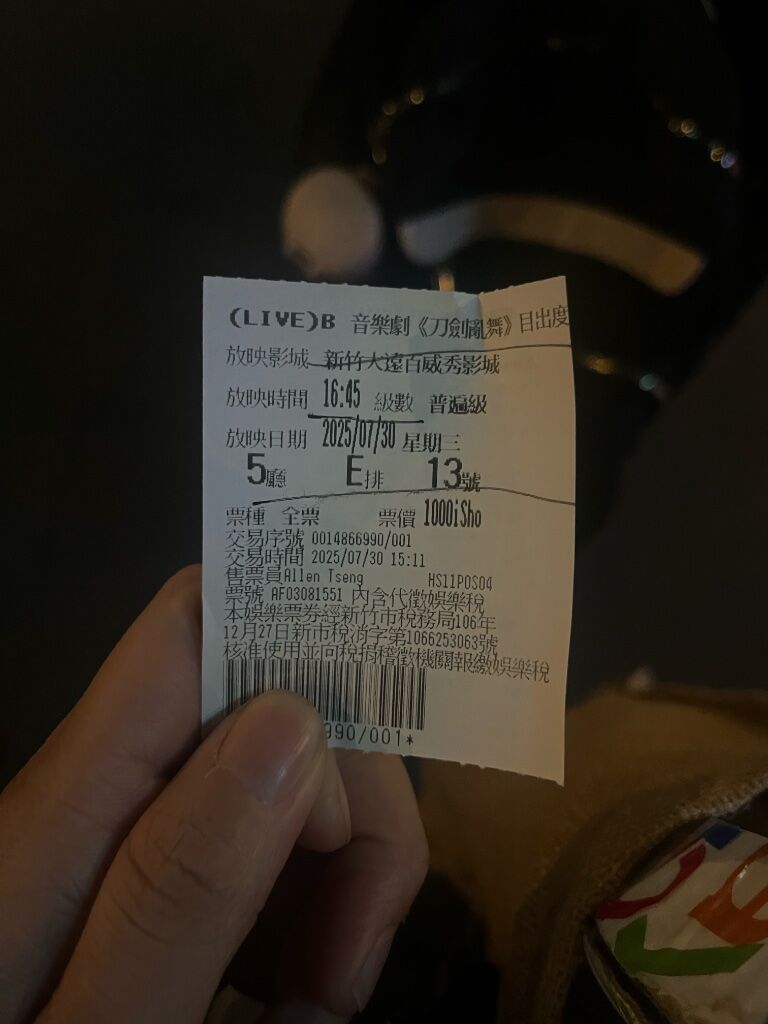 (LIVE)B 音樂劇《刀劍亂舞》目出度
放映影城 新竹大遠百威秀影城
放映時間 16:45 級數 普遍級
放映日期 2025/07/30 星期三
5廳 E排 13號
票種 全票 票價 1000iSho
交易序號 0014866990/001
交易時間 2025/07/30 15:11
售票員Allen Tseng HS11POS04
票號 AF03081551 內含代徵娛樂稅
本娛樂票券經新竹市稅務局106年
12月27日新市稅消字第1066253063號
核准使用並向稅捐稽徵機關報繳娛樂稅
990/001*